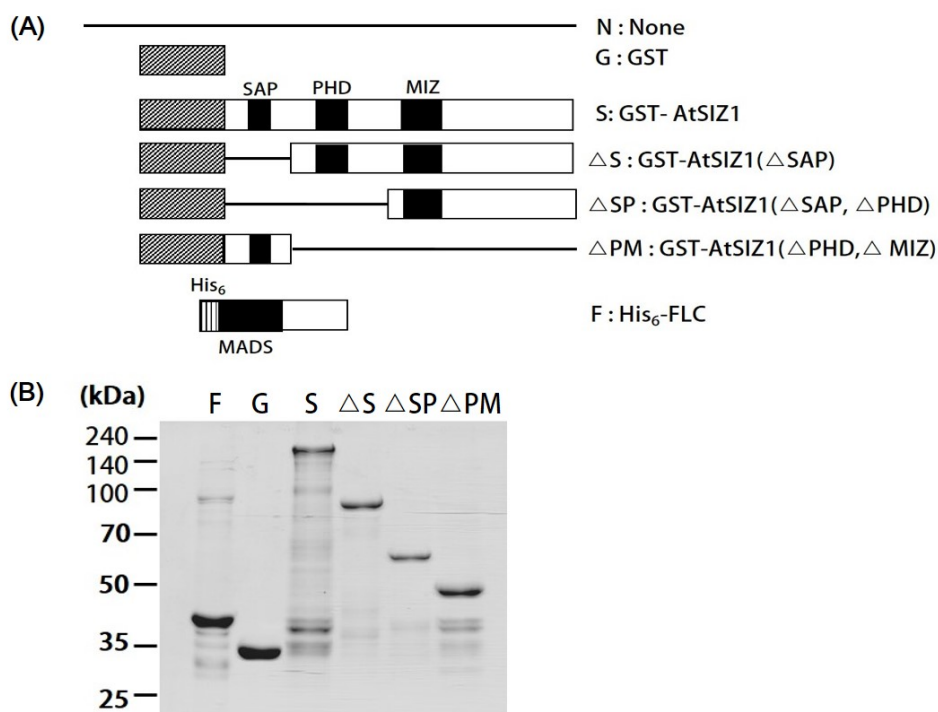 (A)
N : None
G : GST
SAP PHD MIZ
S: GST- AtSIZ1
△S : GST-AtSIZ1(△SAP)
△SP : GST-AtSIZ1(△SAP, △PHD)
△PM : GST-AtSIZ1(△PHD,△ MIZ)
His6
F : His6-FLC
MADS
(B) (kDa) F G S △S △SP △PM
240
140
100
70
50
35
25